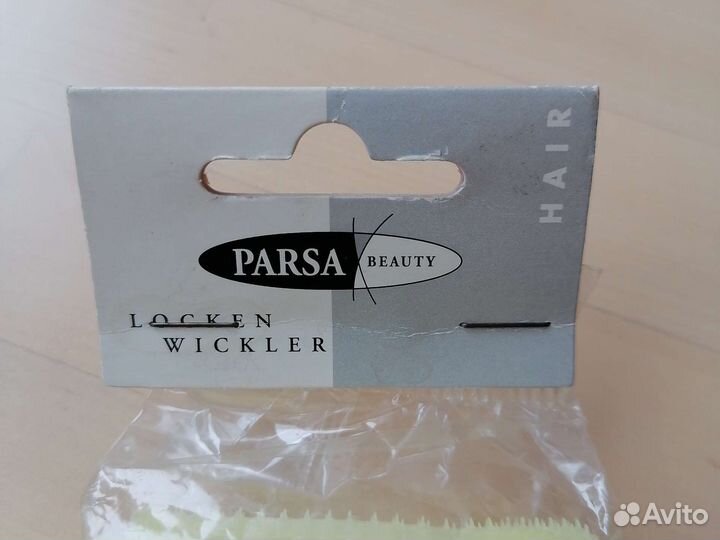 HAIR
PARSA BEAUTY
LOCKEN
WICKLER
Avito